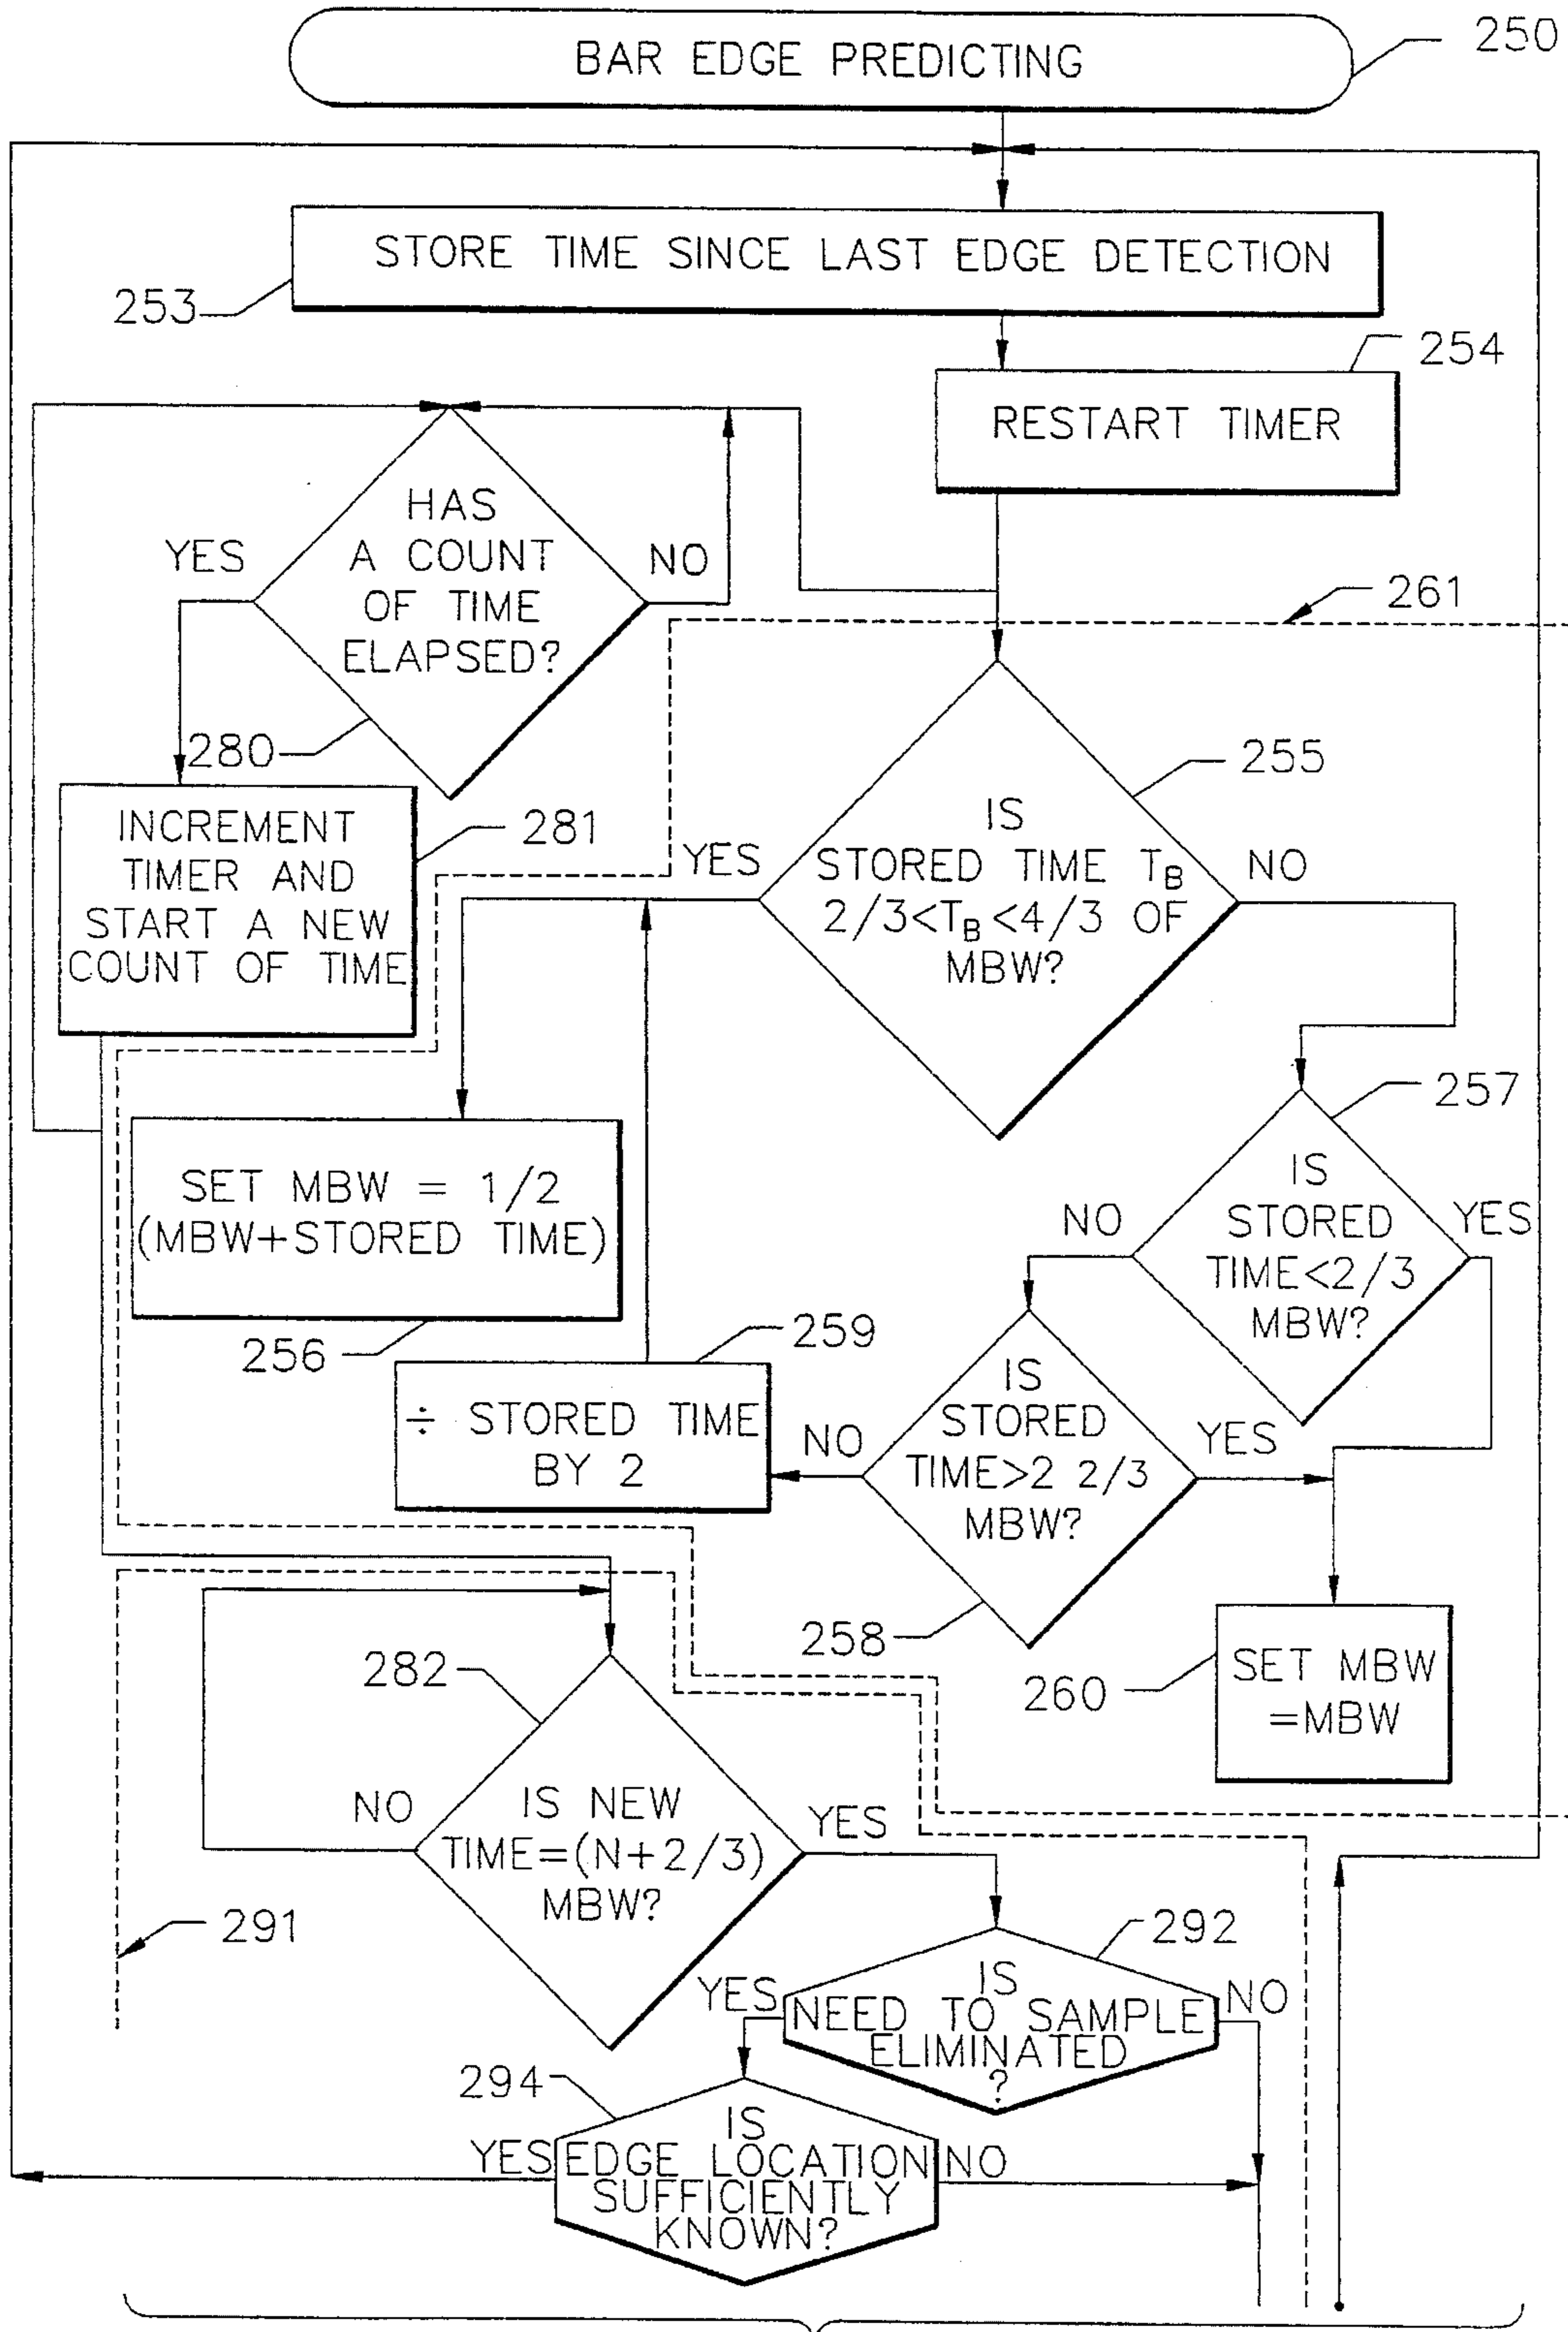 BAR EDGE PREDICTING
250
STORE TIME SINCE LAST EDGE DETECTION
253
254
RESTART TIMER
HAS
A COUNT
OF TIME
ELAPSED?
YES
NO
280
261
INCREMENT
TIMER AND
START A NEW
COUNT OF TIME
281
255
IS
STORED TIME TB
2/3<TB<4/3 OF
MBW?
YES
NO
257
SET MBW = 1/2
(MBW+STORED TIME)
256
IS
STORED
TIME<2/3
MBW?
NO
YES
259
÷ STORED TIME
BY 2
IS
STORED
TIME>2 2/3
MBW?
NO
YES
258
260
SET MBW
=MBW
282
IS NEW
TIME=(N+2/3)
MBW?
NO
YES
291
292
IS
NEED TO SAMPLE
ELIMINATED
?
YES
NO
294
IS
EDGE LOCATION
SUFFICIENTLY
KNOWN?
YES
NO